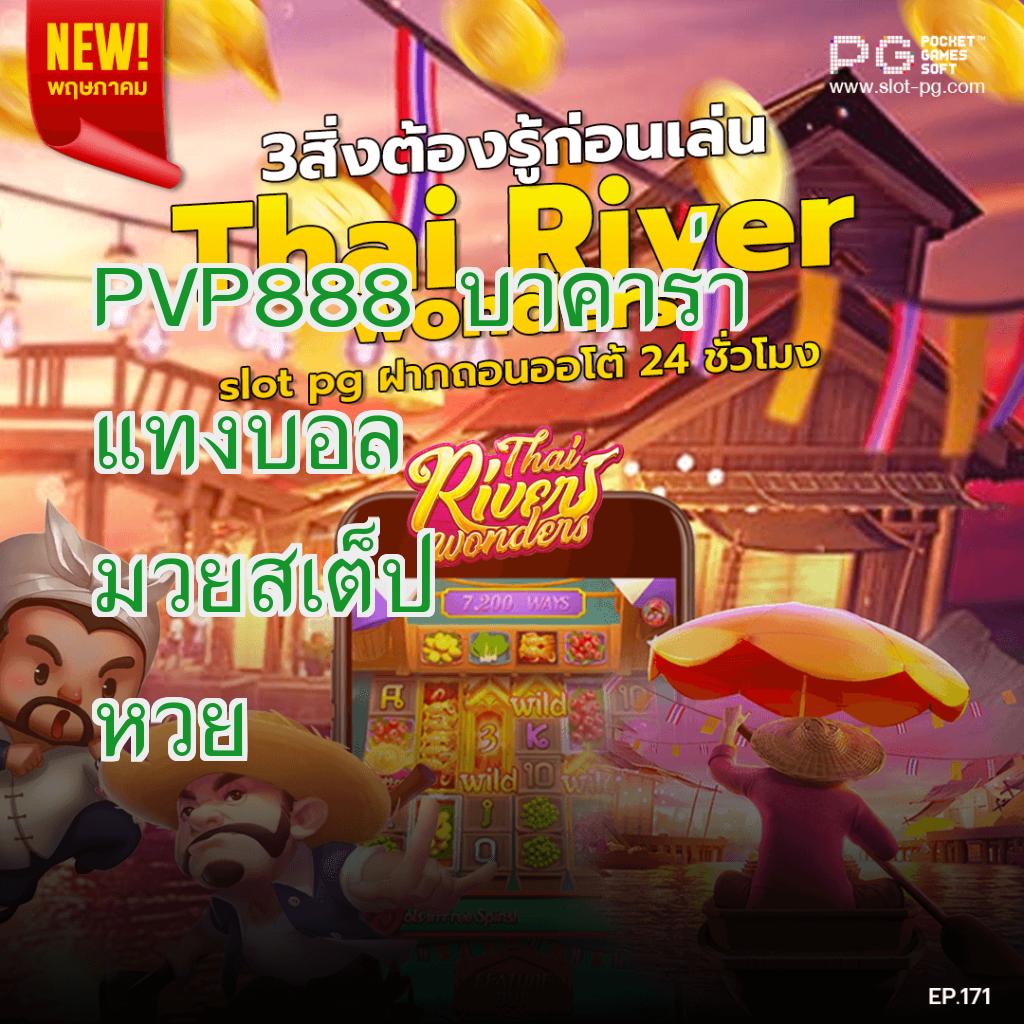 NEW!
พฤษภาคม
PG POCKET GAMES SOFT™
www.slot-pg.com
3สิ่งต้องรู้ก่อนเล่น
Thai River
Wonders
PVP888 บาคาร่า
slot pg ฝากถอนออโต้ 24 ชั่วโมง
แทงบอล
Thai
River
Wonders
มวยสเต็ป
7,200 WAYS
หวย
A
wild
10
3
K
wild
10
wild
J
Q
EP.171